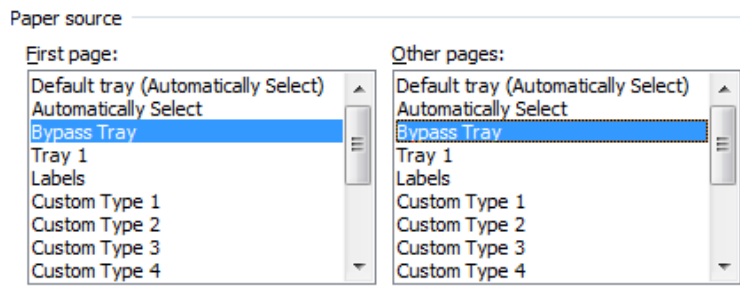 Paper source
First page:
Default tray (Automatically Select)
Automatically Select
Bypass Tray
Tray 1
Labels
Custom Type 1
Custom Type 2
Custom Type 3
Custom Type 4
Other pages:
Default tray (Automatically Select)
Automatically Select
Bypass Tray
Tray 1
Labels
Custom Type 1
Custom Type 2
Custom Type 3
Custom Type 4